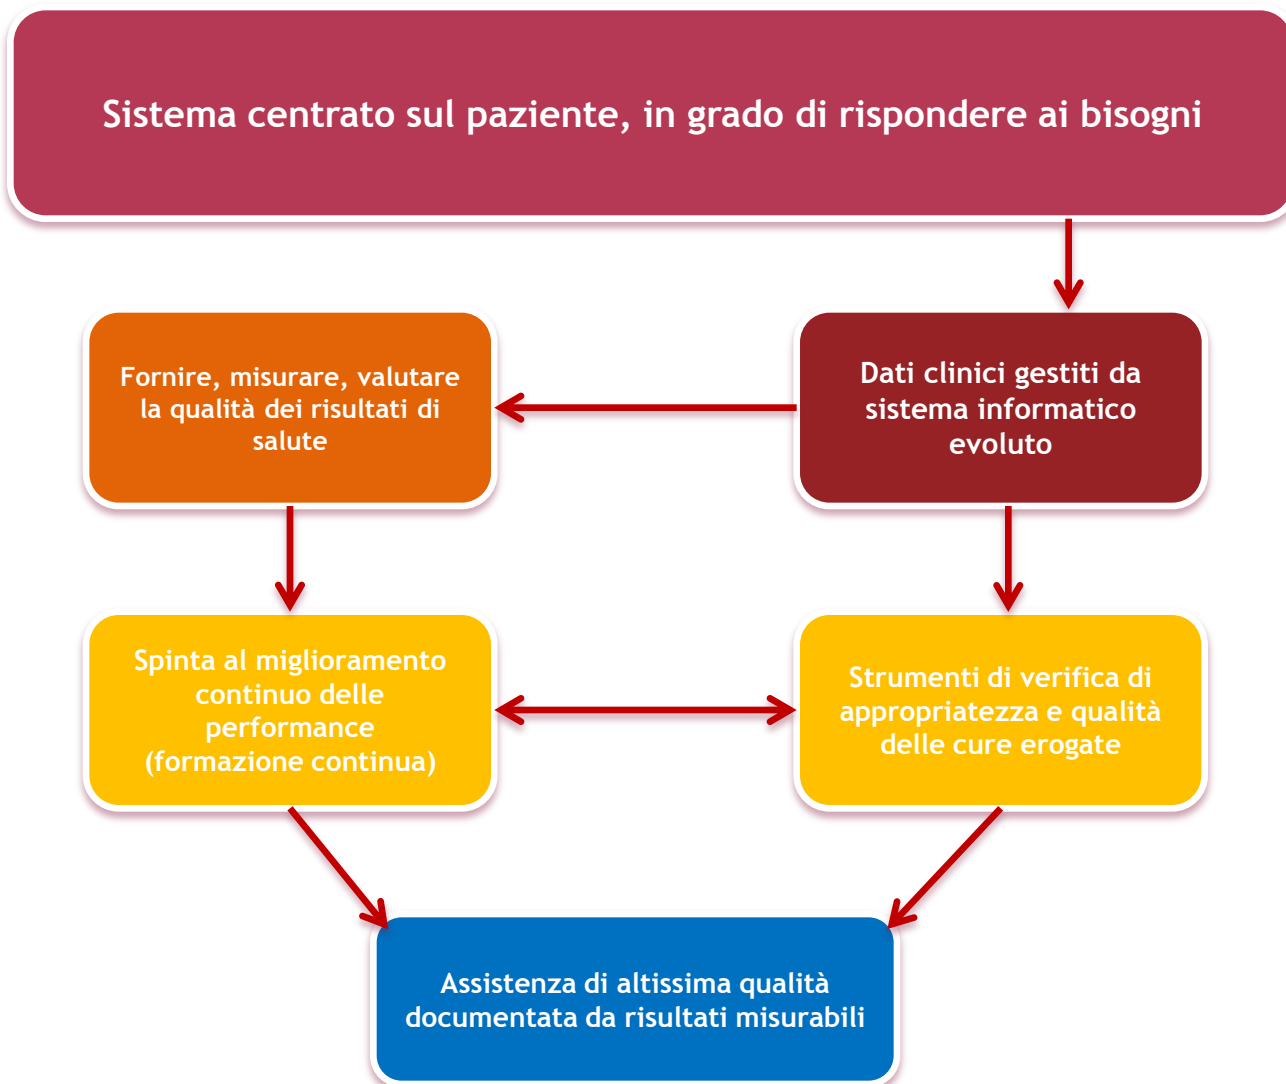 Sistema centrato sul paziente, in grado di rispondere ai bisogni
Fornire, misurare, valutare
la qualità dei risultati di
salute
Dati clinici gestiti da
sistema informatico
evoluto
Spinta al miglioramento
continuo delle
performance
(formazione continua)
Strumenti di verifica di
appropriatezza e qualità
delle cure erogate
Assistenza di altissima qualità
documentata da risultati misurabili